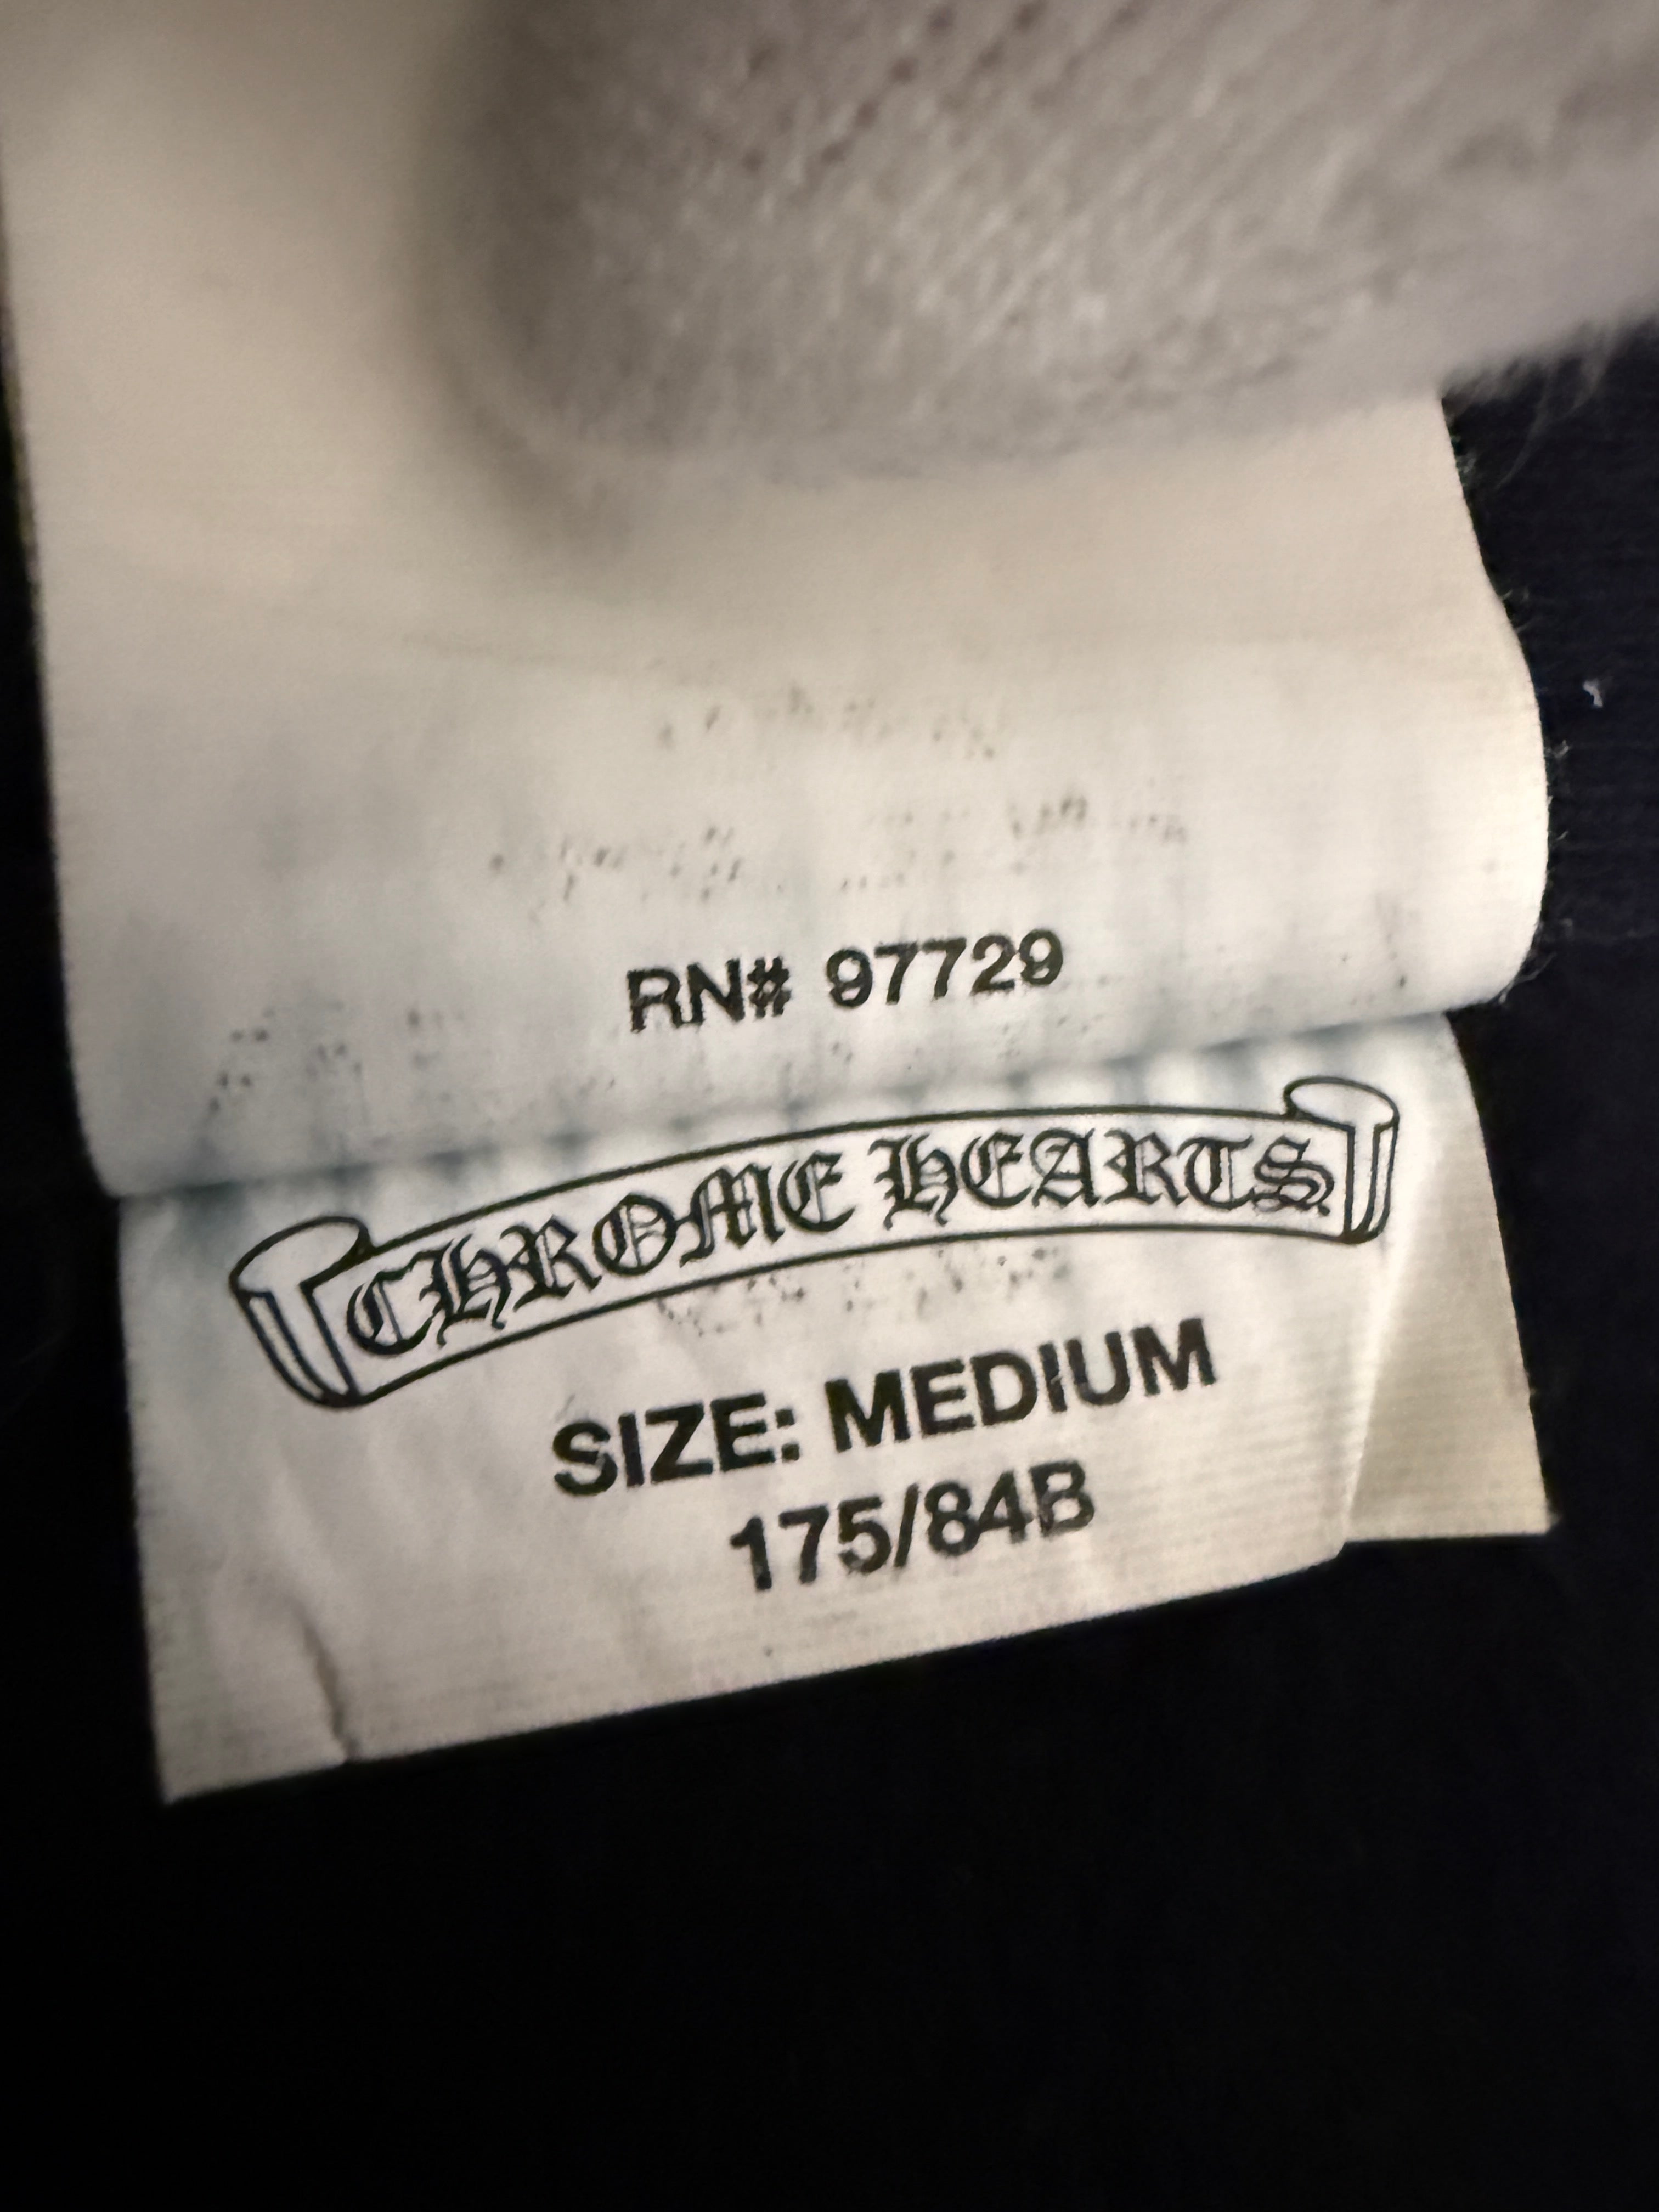 RN# 97729
CHROME HEARTS
SIZE: MEDIUM
175/84B